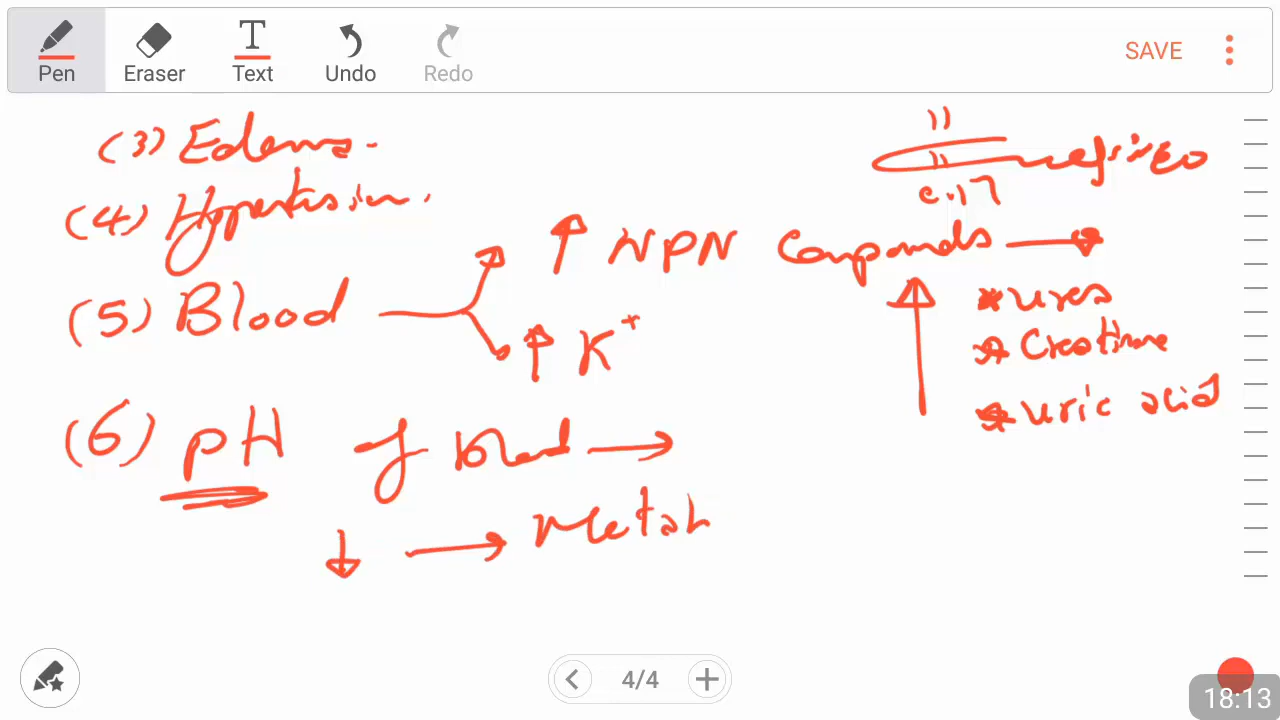 Pen Eraser Text Undo Redo SAVE
(3) Edema.
(4) Hypertension.
↑ NPN Compounds →
(5) Blood
* urea
↑ K+
* Creatinine
* uric acid
(6) pH of blood →
↓ → Metab
4/4
18:13